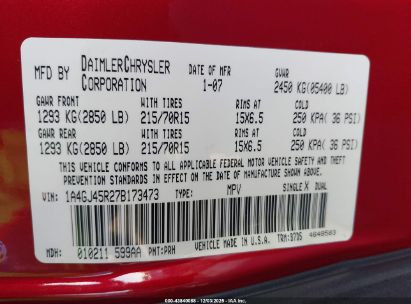 MFD BY DAIMLERCHRYSLER CORPORATION
DATE OF MFR 1-07
GVWR 2450 KG(05400 LB)
GAWR FRONT WITH TIRES RIMS AT COLD
1293 KG(2850 LB) 215/70R15 15X6.5 250 KPA( 36 PSI)
GAWR REAR WITH TIRES RIMS AT COLD
1293 KG(2850 LB) 215/70R15 15X6.5 250 KPA( 36 PSI)
THIS VEHICLE CONFORMS TO ALL APPLICABLE FEDERAL MOTOR VEHICLE SAFETY, BUMPER, AND
THEFT PREVENTION STANDARDS IN EFFECT ON THE DATE OF MANUFACTURE SHOWN ABOVE.
VIN: 1A4GJ45R27B173473 TYPE: MPV SINGLE X DUAL
MDH: 010211 599AA PNT: PRH VEHICLE MADE IN U.S.A. TRM: 97D5